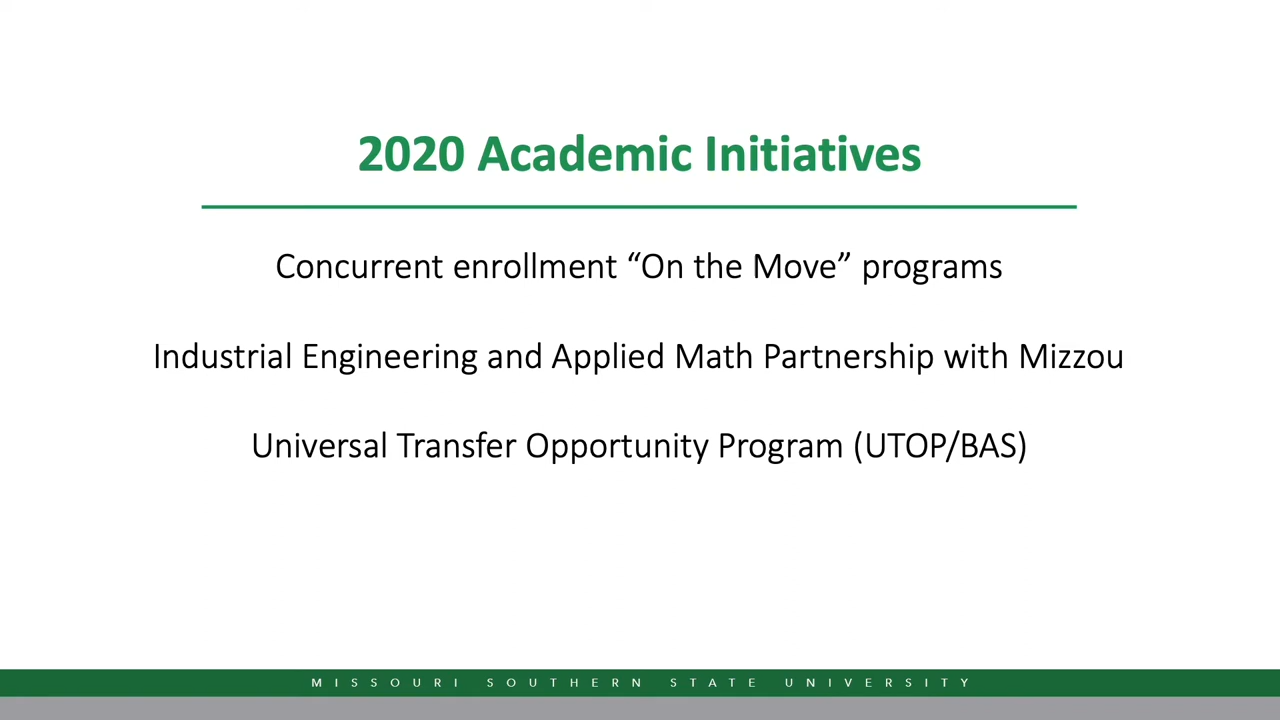 2020 Academic Initiatives
Concurrent enrollment “On the Move” programs
Industrial Engineering and Applied Math Partnership with Mizzou
Universal Transfer Opportunity Program (UTOP/BAS)
MISSOURI SOUTHERN STATE UNIVERSITY